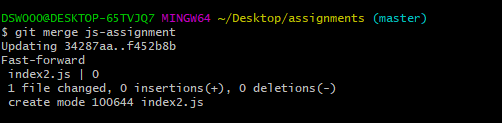 DSWOOO@DESKTOP-65TVJQ7 MINGW64 ~/Desktop/assignments (master)
$ git merge js-assignment
Updating 34287aa..f452b8b
Fast-forward
 index2.js | 0
 1 file changed, 0 insertions(+), 0 deletions(-)
 create mode 100644 index2.js